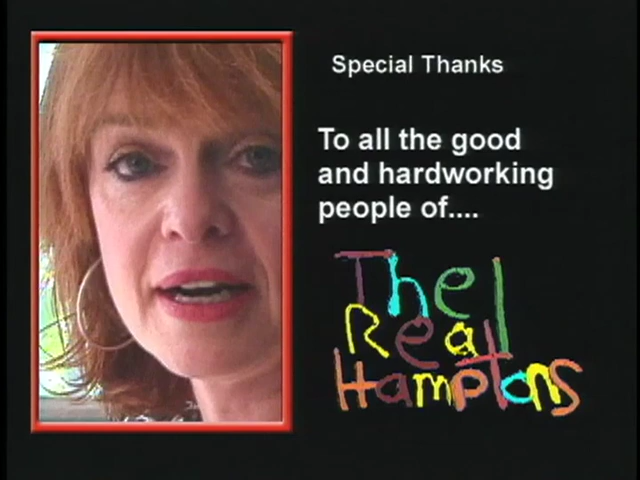 Special Thanks
To all the good
and hardworking
people of....
The
Real
Hamptons